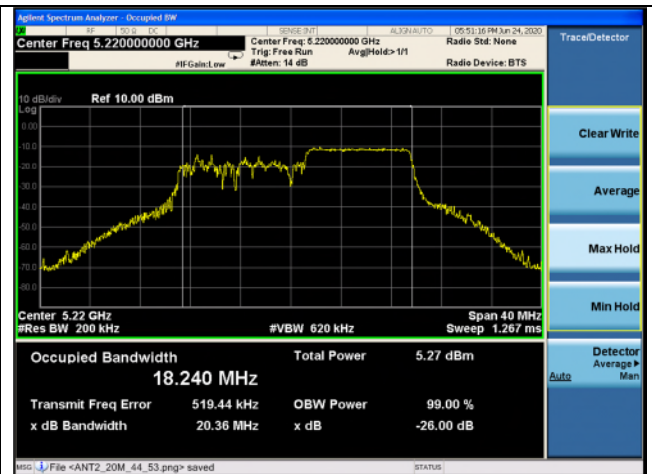 Agilent Spectrum Analyzer - Occupied BW
RF 50 Ω DC SENSE:INT ALIGNAUTO 05:51:16 PM Jun 24, 2020
Center Freq 5.220000000 GHz Center Freq: 5.220000000 GHz Radio Std: None Trace/Detector
Trig: Free Run Avg|Hold:>1/1
#IFGain:Low #Atten: 14 dB Radio Device: BTS
10 dB/div Ref 10.00 dBm
Log
0.00
-10.0
-20.0
-30.0
-40.0
-50.0
-60.0
-70.0
-80.0
Clear Write
Average
Max Hold
Min Hold
Center 5.22 GHz Span 40 MHz
#Res BW 200 kHz #VBW 620 kHz Sweep 1.267 ms
Occupied Bandwidth Total Power 5.27 dBm
18.240 MHz
Transmit Freq Error 519.44 kHz OBW Power 99.00 %
x dB Bandwidth 20.36 MHz x dB -26.00 dB
Detector
Average▶
Auto Man
MSG File <ANT2_20M_44_53.png> saved STATUS